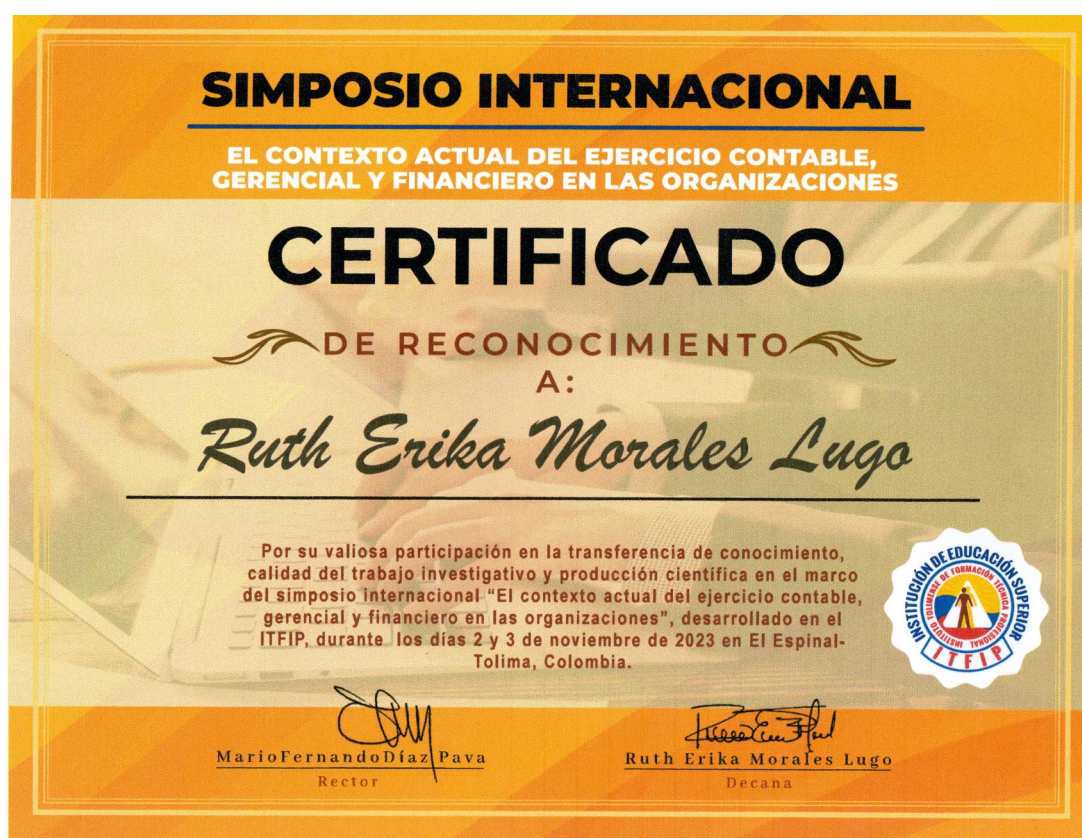 SIMPOSIO INTERNACIONAL
EL CONTEXTO ACTUAL DEL EJERCICIO CONTABLE,
GERENCIAL Y FINANCIERO EN LAS ORGANIZACIONES
CERTIFICADO
DE RECONOCIMIENTO
A:
Ruth Erika Morales Lugo
Por su valiosa participación en la transferencia de conocimiento,
calidad del trabajo investigativo y producción científica en el marco
del simposio internacional “El contexto actual del ejercicio contable,
gerencial y financiero en las organizaciones”, desarrollado en el
ITFIP, durante los días 2 y 3 de noviembre de 2023 en El Espinal-
Tolima, Colombia.
INSTITUCIÓN DE EDUCACIÓN SUPERIOR
INSTITUTO TOLIMENSE DE FORMACIÓN TÉCNICA PROFESIONAL
ITFIP
MarioFernandoDíaz Pava
Rector
Ruth Erika Morales Lugo
Decana